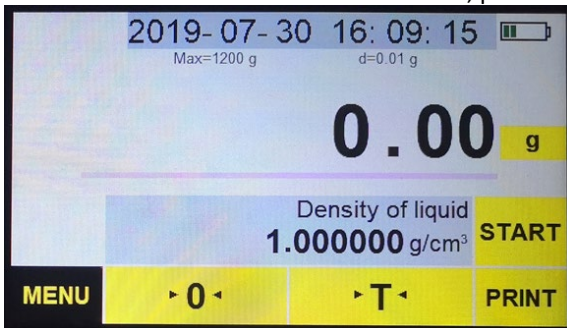 2019-07-30 16:09:15
Max=1200 g d=0.01 g
0.00 g
Density of liquid
1.000000 g/cm³
START
MENU ►0◄ ►T◄ PRINT